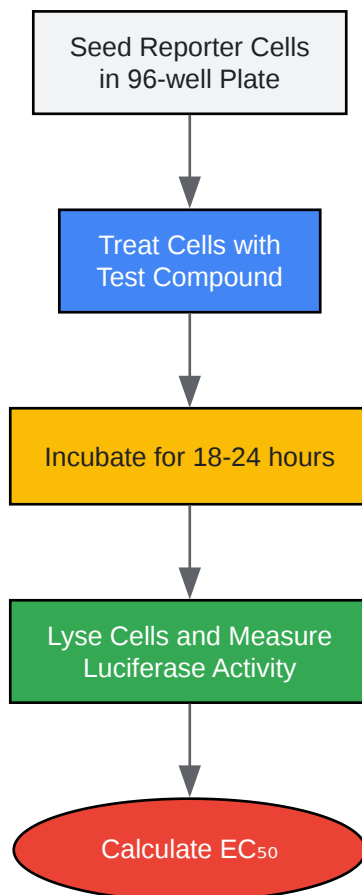 Seed Reporter Cells
in 96-well Plate
Treat Cells with
Test Compound
Incubate for 18-24 hours
Lyse Cells and Measure
Luciferase Activity
Calculate EC₅₀